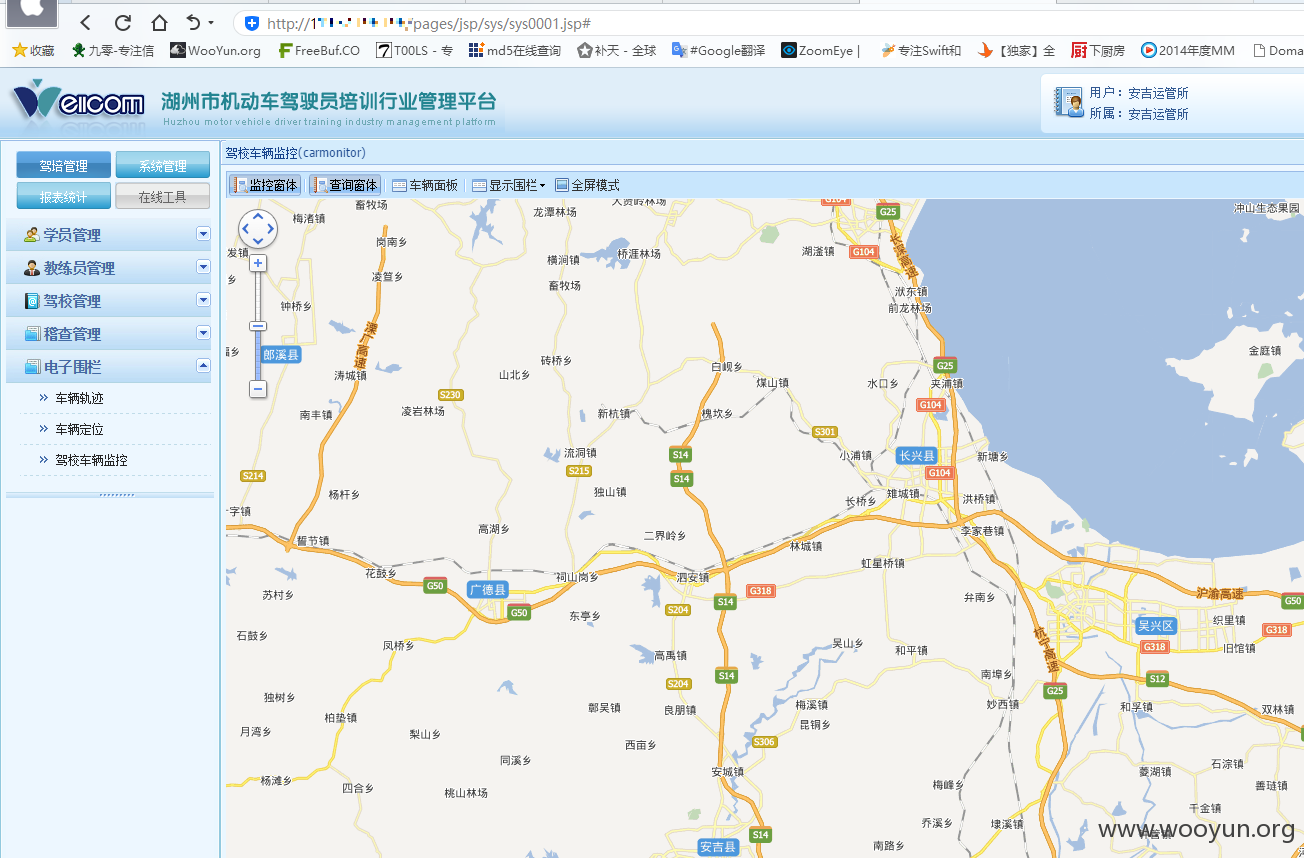 http://1 pages/jsp/sys/sys0001.jsp#
收藏 九零-专注信 WooYun.org FreeBuf.CO T00LS - 专 md5在线查询 补天 - 全球 #Google翻译 ZoomEye | 专注Swift和 【独家】全 下厨房 2014年度MM Doma
Vellcom 湖州市机动车驾驶员培训行业管理平台
Huzhou motor vehicle driver training industry management platform
用户：安吉运管所
所属：安吉运管所
驾培管理 系统管理
报表统计 在线工具
学员管理
教练员管理
驾校管理
稽查管理
电子围栏
车辆轨迹
车辆定位
驾校车辆监控
驾校车辆监控(carmonitor)
监控窗体 查询窗体 车辆面板 显示围栏 全屏模式
畜牧场 大贤岭林场 G104
梅渚镇 龙潭林场 G25 冲山生态果园
岗南乡 长深高速
发镇 横涧镇 桥涯林场 湖滏镇 G104
乡 凌笪乡 畜牧场 洑东镇
钟桥乡 前龙林场
溧广高速
乡 郎溪县 砖桥乡 白岘乡 G25 金庭镇
涛城镇 山北乡 煤山镇 水口乡 夹浦镇
S230 G104
南丰镇 凌岩林场 新杭镇 槐坎乡
S301
流洞镇 S14 小浦镇 长兴县 新塘乡
S214 S215 S14 G104
杨杆乡 独山镇 长桥乡 雉城镇 洪桥镇
十字镇
高湖乡 二界岭乡 李家巷镇
誓节镇 林城镇
花鼓乡 祠山岗乡 泗安镇 虹星桥镇
G50 广德县 G318
苏村乡 S14 弁南乡 沪渝高速 G50
G50 东亭乡 S204 织里镇
石鼓乡 吴兴区 G318
凤桥乡 吴山乡 杭宁高速 G318 旧馆镇
高禹镇 和平镇
S14 南埠乡 S12
S204 G25
独树乡 鄣吴镇 良朋镇 梅溪镇 妙西镇 和孚镇 双林镇
柏垫镇 昆铜乡
月湾乡 梨山乡 西亩乡 S306
同溪乡 安城镇 菱湖镇 石淙镇
杨滩乡 四合乡 桃山林场 梅峰乡 善琏镇
千金镇
乔溪乡 埭溪镇
S14
安吉县 南路乡
www.wooyun.org